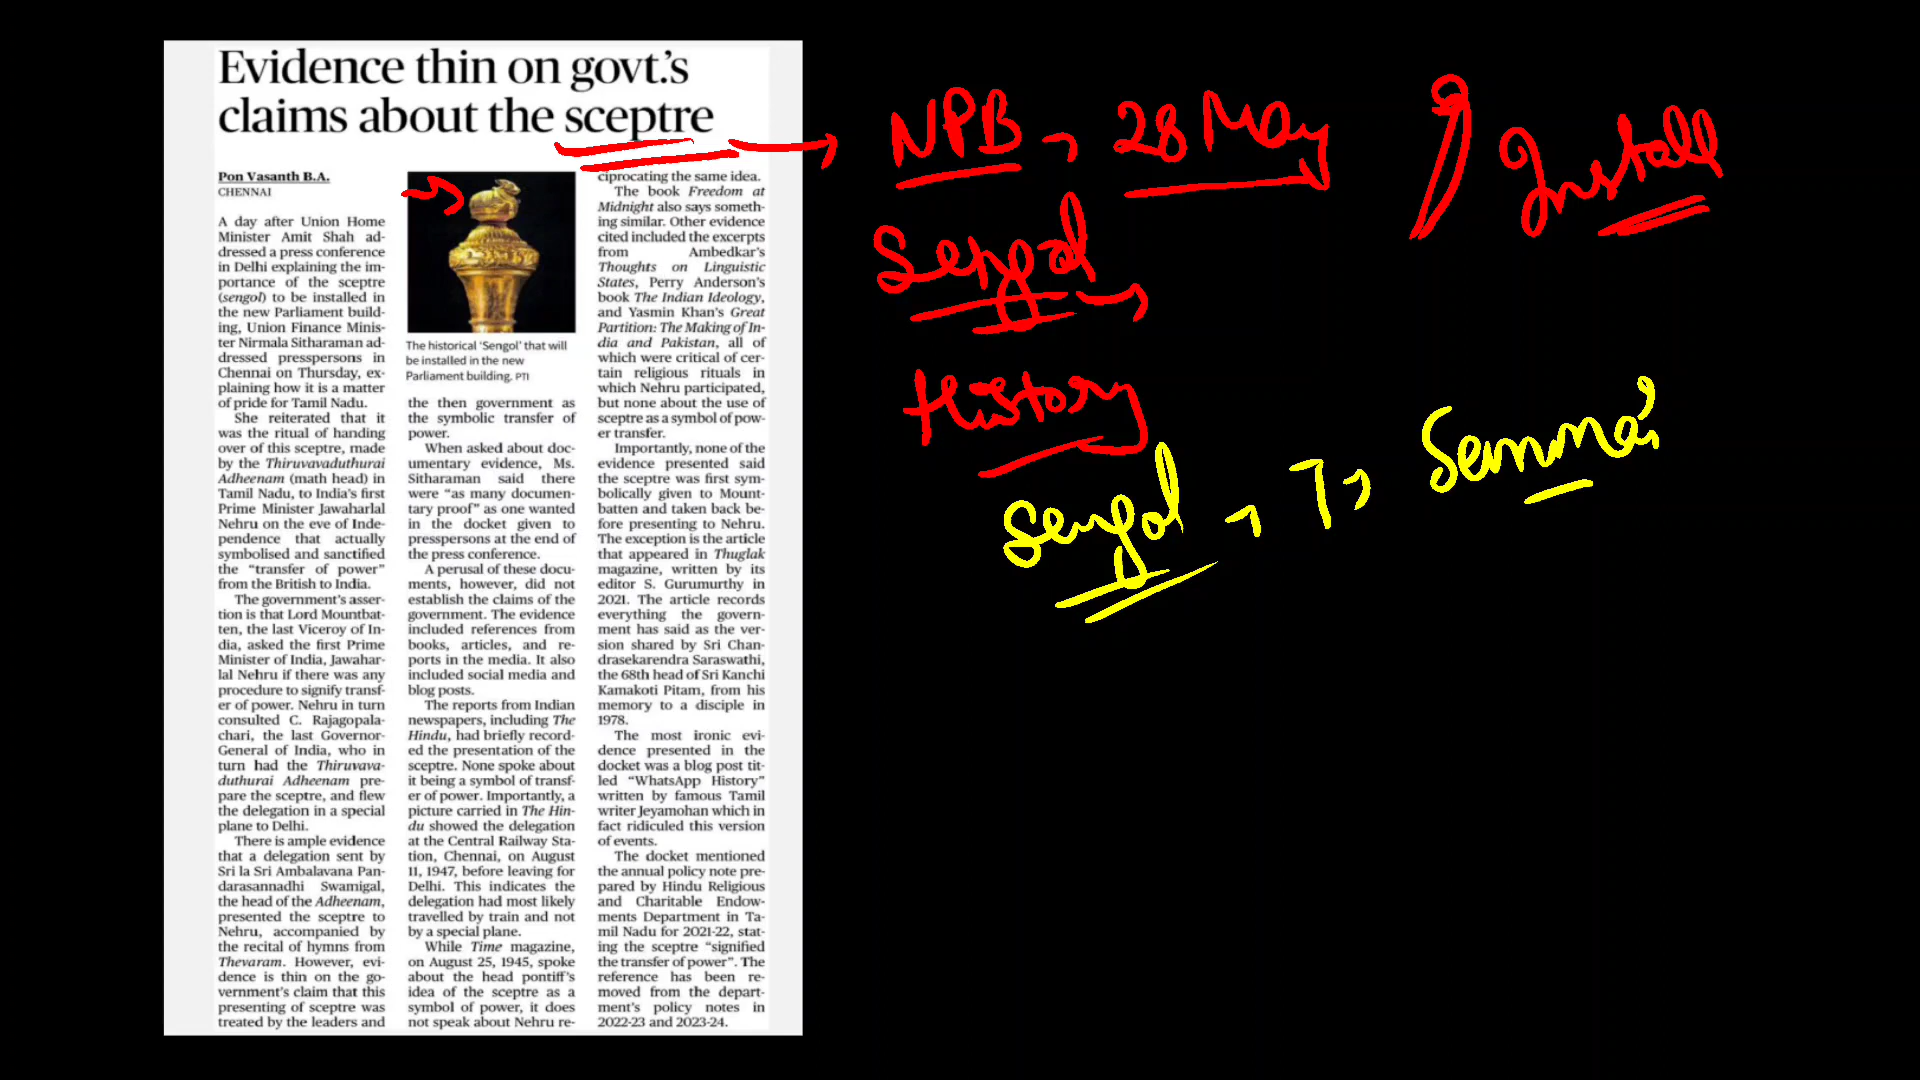 Evidence thin on govt.'s
claims about the sceptre
Pon Vasanth B.A.
CHENNAI
A day after Union Home
Minister Amit Shah ad-
dressed a press conference
in Delhi explaining the im-
portance of the sceptre
(sengol) to be installed in
the new Parliament build-
ing, Union Finance Minis-
ter Nirmala Sitharaman ad-
dressed presspersons in
Chennai on Thursday, ex-
plaining how it is a matter
of pride for Tamil Nadu.
She reiterated that it
was the ritual of handing
over of this sceptre, made
by the Thiruvavaduthurai
Adheenam (math head) in
Tamil Nadu, to India's first
Prime Minister Jawaharlal
Nehru on the eve of Inde-
pendence that actually
symbolised and sanctified
the "transfer of power"
from the British to India.
The government's asser-
tion is that Lord Mountbat-
ten, the last Viceroy of In-
dia, asked the first Prime
Minister of India, Jawahar-
lal Nehru if there was any
procedure to signify transf-
er of power. Nehru in turn
consulted C. Rajagopala-
chari, the last Governor-
General of India, who in
turn had the Thiruvava-
duthurai Adheenam pre-
pare the sceptre, and flew
the delegation in a special
plane to Delhi.
There is ample evidence
that a delegation sent by
Sri la Sri Ambalavana Pan-
darasannadhi Swamigal,
the head of the Adheenam,
presented the sceptre to
Nehru, accompanied by
the recital of hymns from
Thevaram. However, evi-
dence is thin on the go-
vernment's claim that this
presenting of sceptre was
treated by the leaders and
The historical 'Sengol' that will
be installed in the new
Parliament building. PTI
the then government as
the symbolic transfer of
power.
When asked about doc-
umentary evidence, Ms.
Sitharaman said there
were "as many documen-
tary proof" as one wanted
in the docket given to
presspersons at the end of
the press conference.
A perusal of these docu-
ments, however, did not
establish the claims of the
government. The evidence
included references from
books, articles, and re-
ports in the media. It also
included social media and
blog posts.
The reports from Indian
newspapers, including The
Hindu, had briefly record-
ed the presentation of the
sceptre. None spoke about
it being a symbol of transf-
er of power. Importantly, a
picture carried in The Hin-
du showed the delegation
at the Central Railway Sta-
tion, Chennai, on August
11, 1947, before leaving for
Delhi. This indicates the
delegation had most likely
travelled by train and not
by a special plane.
While Time magazine,
on August 25, 1945, spoke
about the head pontiff's
idea of the sceptre as a
symbol of power, it does
not speak about Nehru re-
ciprocating the same idea.
The book Freedom at
Midnight also says someth-
ing similar. Other evidence
cited included the excerpts
from Ambedkar's
Thoughts on Linguistic
States, Perry Anderson's
book The Indian Ideology,
and Yasmin Khan's Great
Partition: The Making of In-
dia and Pakistan, all of
which were critical of cer-
tain religious rituals in
which Nehru participated,
but none about the use of
sceptre as a symbol of pow-
er transfer.
Importantly, none of the
evidence presented said
the sceptre was first sym-
bolically given to Mount-
batten and taken back be-
fore presenting to Nehru.
The exception is the article
that appeared in Thuglak
magazine, written by its
editor S. Gurumurthy in
2021. The article records
everything the govern-
ment has said as the ver-
sion shared by Sri Chan-
drasekarendra Saraswathi,
the 68th head of Sri Kanchi
Kamakoti Pitam, from his
memory to a disciple in
1978.
The most ironic evi-
dence presented in the
docket was a blog post tit-
led "WhatsApp History"
written by famous Tamil
writer Jeyamohan which in
fact ridiculed this version
of events.
The docket mentioned
the annual policy note pre-
pared by Hindu Religious
and Charitable Endow-
ments Department in Ta-
mil Nadu for 2021-22, stat-
ing the sceptre "signified
the transfer of power". The
reference has been re-
moved from the depart-
ment's policy notes in
2022-23 and 2023-24.
NPB, 28 May
Install
Sengol
History
Sengol, T, Semmai